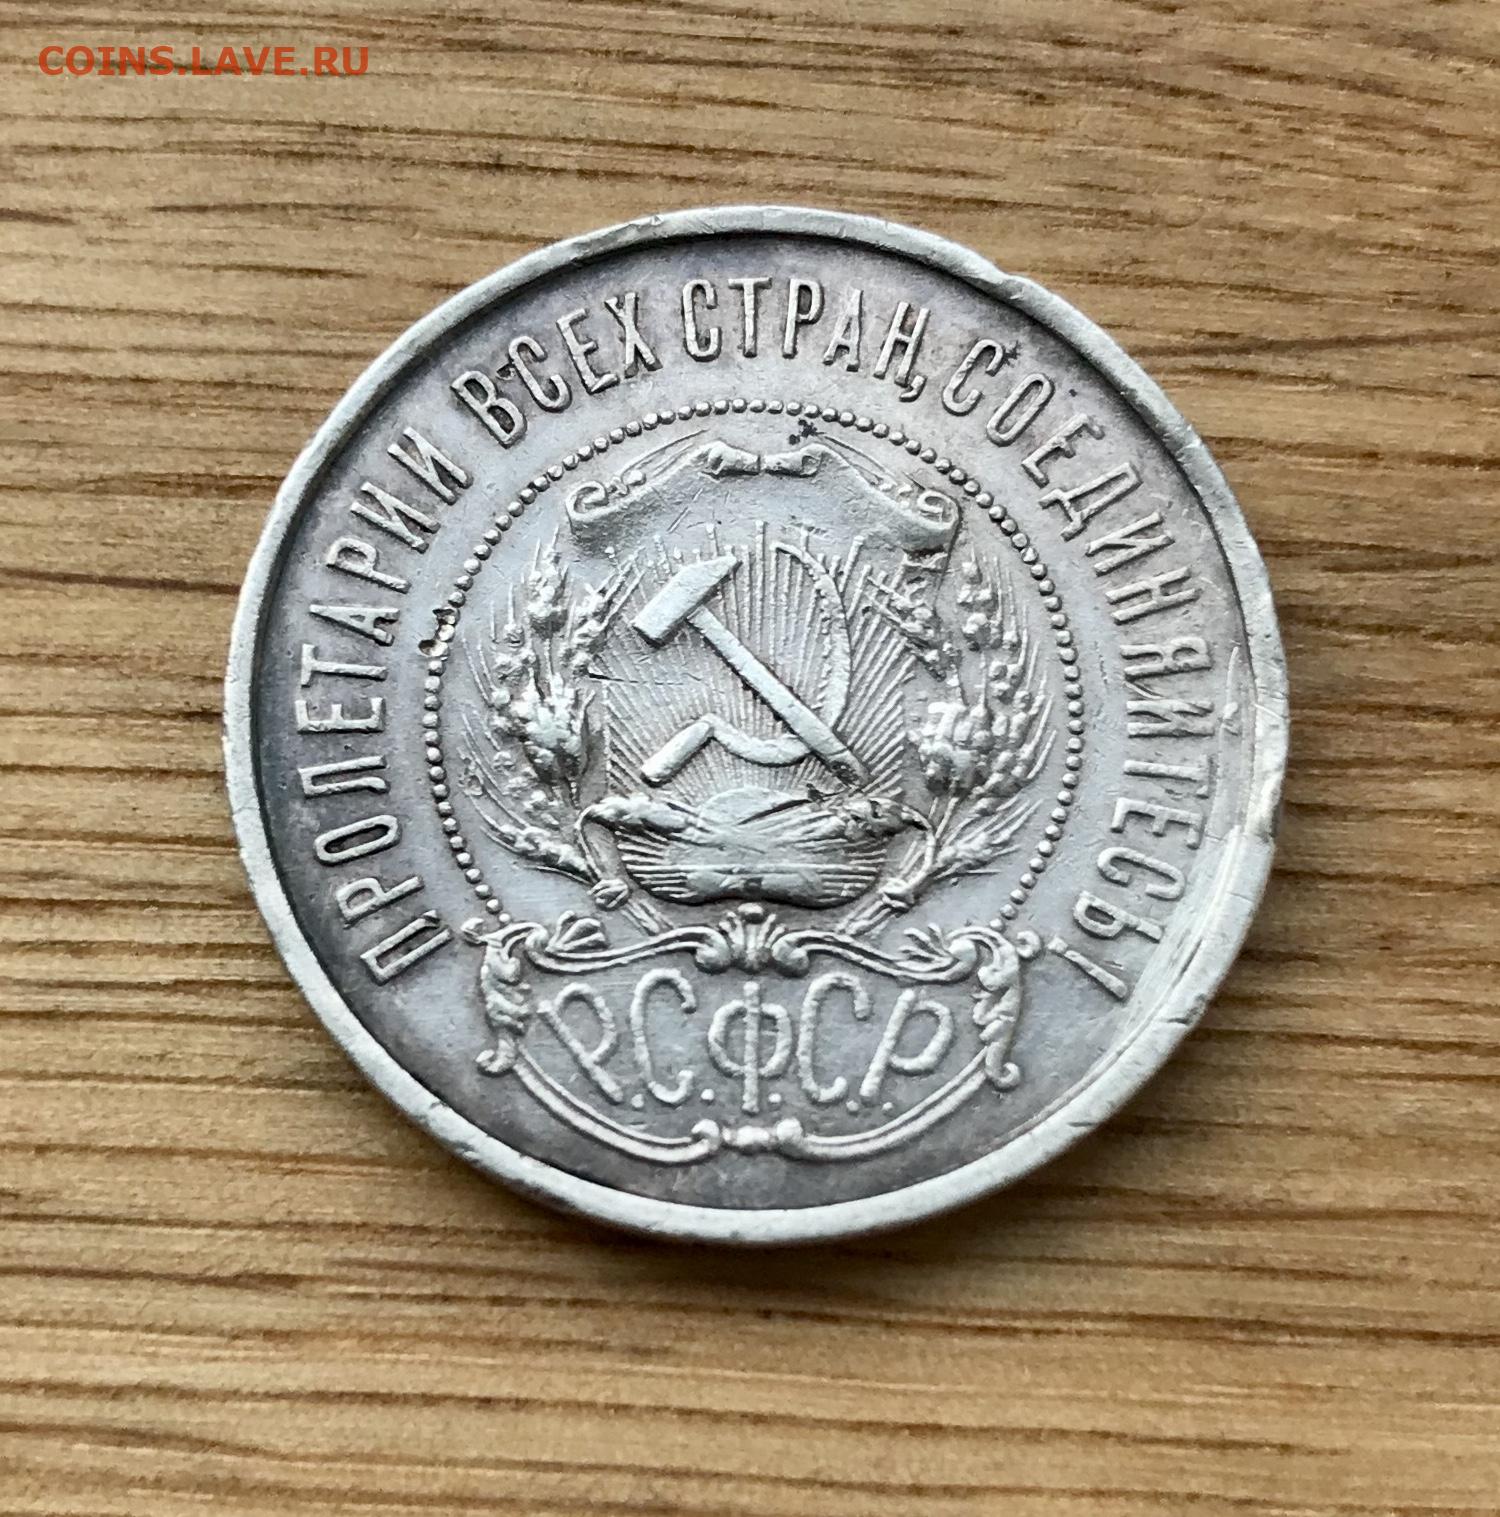 COINS.LAVE.RU
ПРОЛЕТАРИИ ВСЕХ СТРАН, СОЕДИНЯЙТЕСЬ!
Р.С.Ф.С.Р.